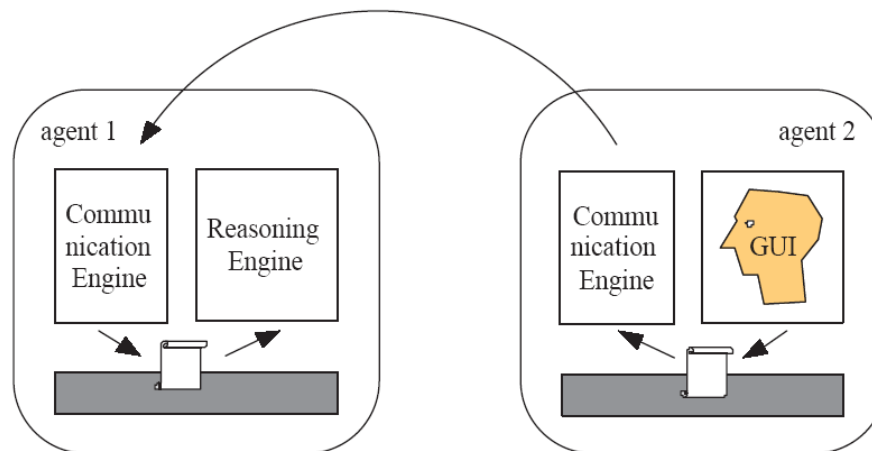 agent 1
Commu
nication
Engine
Reasoning
Engine
agent 2
Commu
nication
Engine
GUI